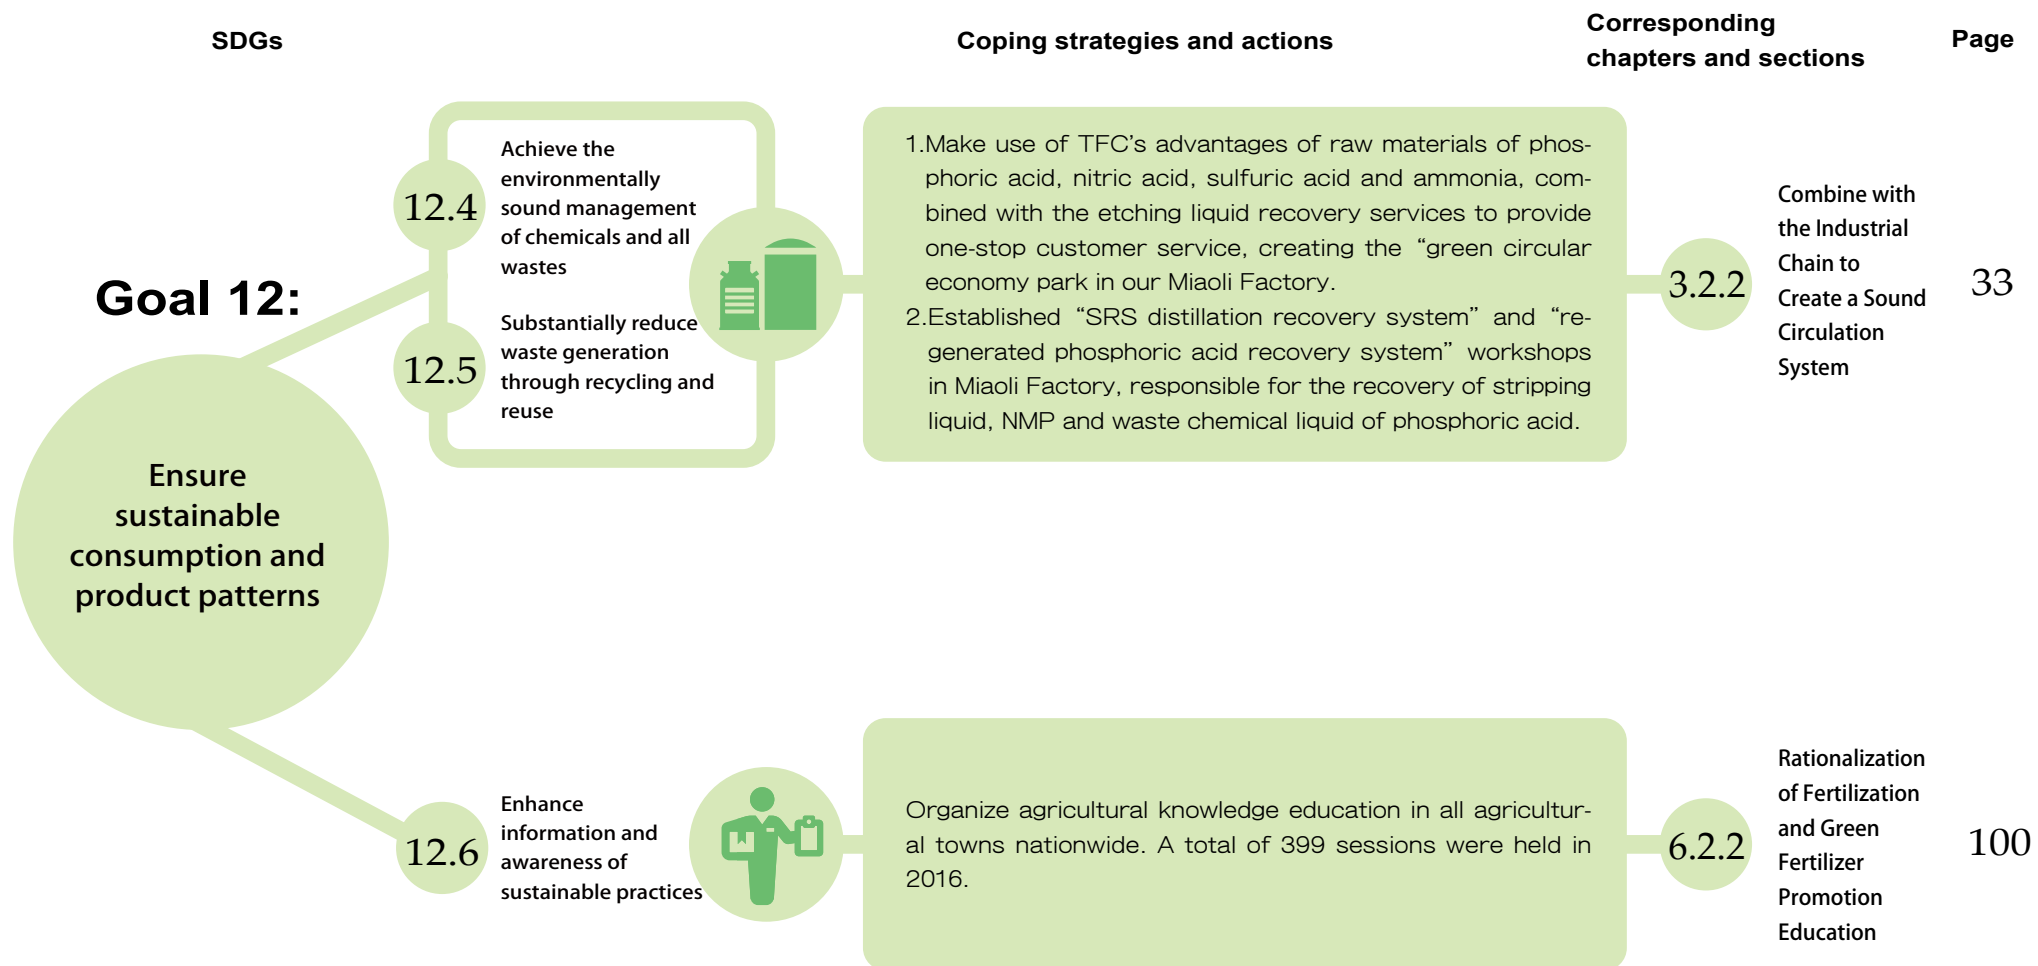 SDGs
Coping strategies and actions
Corresponding
chapters and sections
Page
Goal 12:
Ensure
sustainable
consumption and
product patterns
12.4
Achieve the
environmentally
sound management
of chemicals and all
wastes
12.5
Substantially reduce
waste generation
through recycling and
reuse
1.Make use of TFC’s advantages of raw materials of phos-
phoric acid, nitric acid, sulfuric acid and ammonia, com-
bined with the etching liquid recovery services to provide
one-stop customer service, creating the “green circular
economy park in our Miaoli Factory.
2.Established “SRS distillation recovery system” and “re-
generated phosphoric acid recovery system” workshops
in Miaoli Factory, responsible for the recovery of stripping
liquid, NMP and waste chemical liquid of phosphoric acid.
3.2.2
Combine with
the Industrial
Chain to
Create a Sound
Circulation
System
33
12.6
Enhance
information and
awareness of
sustainable practices
Organize agricultural knowledge education in all agricultur-
al towns nationwide. A total of 399 sessions were held in
2016.
6.2.2
Rationalization
of Fertilization
and Green
Fertilizer
Promotion
Education
100